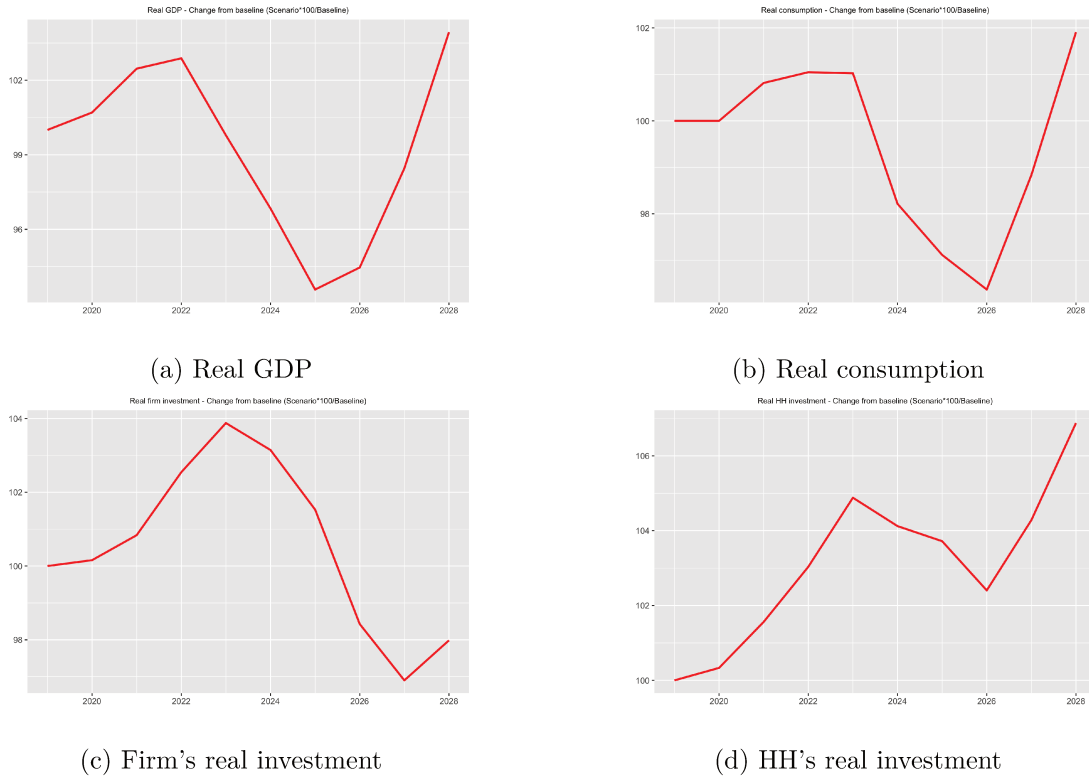 Real GDP - Change from baseline (Scenario*100/Baseline)
102
99
96
2020 2022 2024 2026 2028
(a) Real GDP
Real consumption - Change from baseline (Scenario*100/Baseline)
102
100
98
2020 2022 2024 2026 2028
(b) Real consumption
Real firm investment - Change from baseline (Scenario*100/Baseline)
104
102
100
98
2020 2022 2024 2026 2028
(c) Firm's real investment
Real HH investment - Change from baseline (Scenario*100/Baseline)
106
104
102
100
2020 2022 2024 2026 2028
(d) HH's real investment